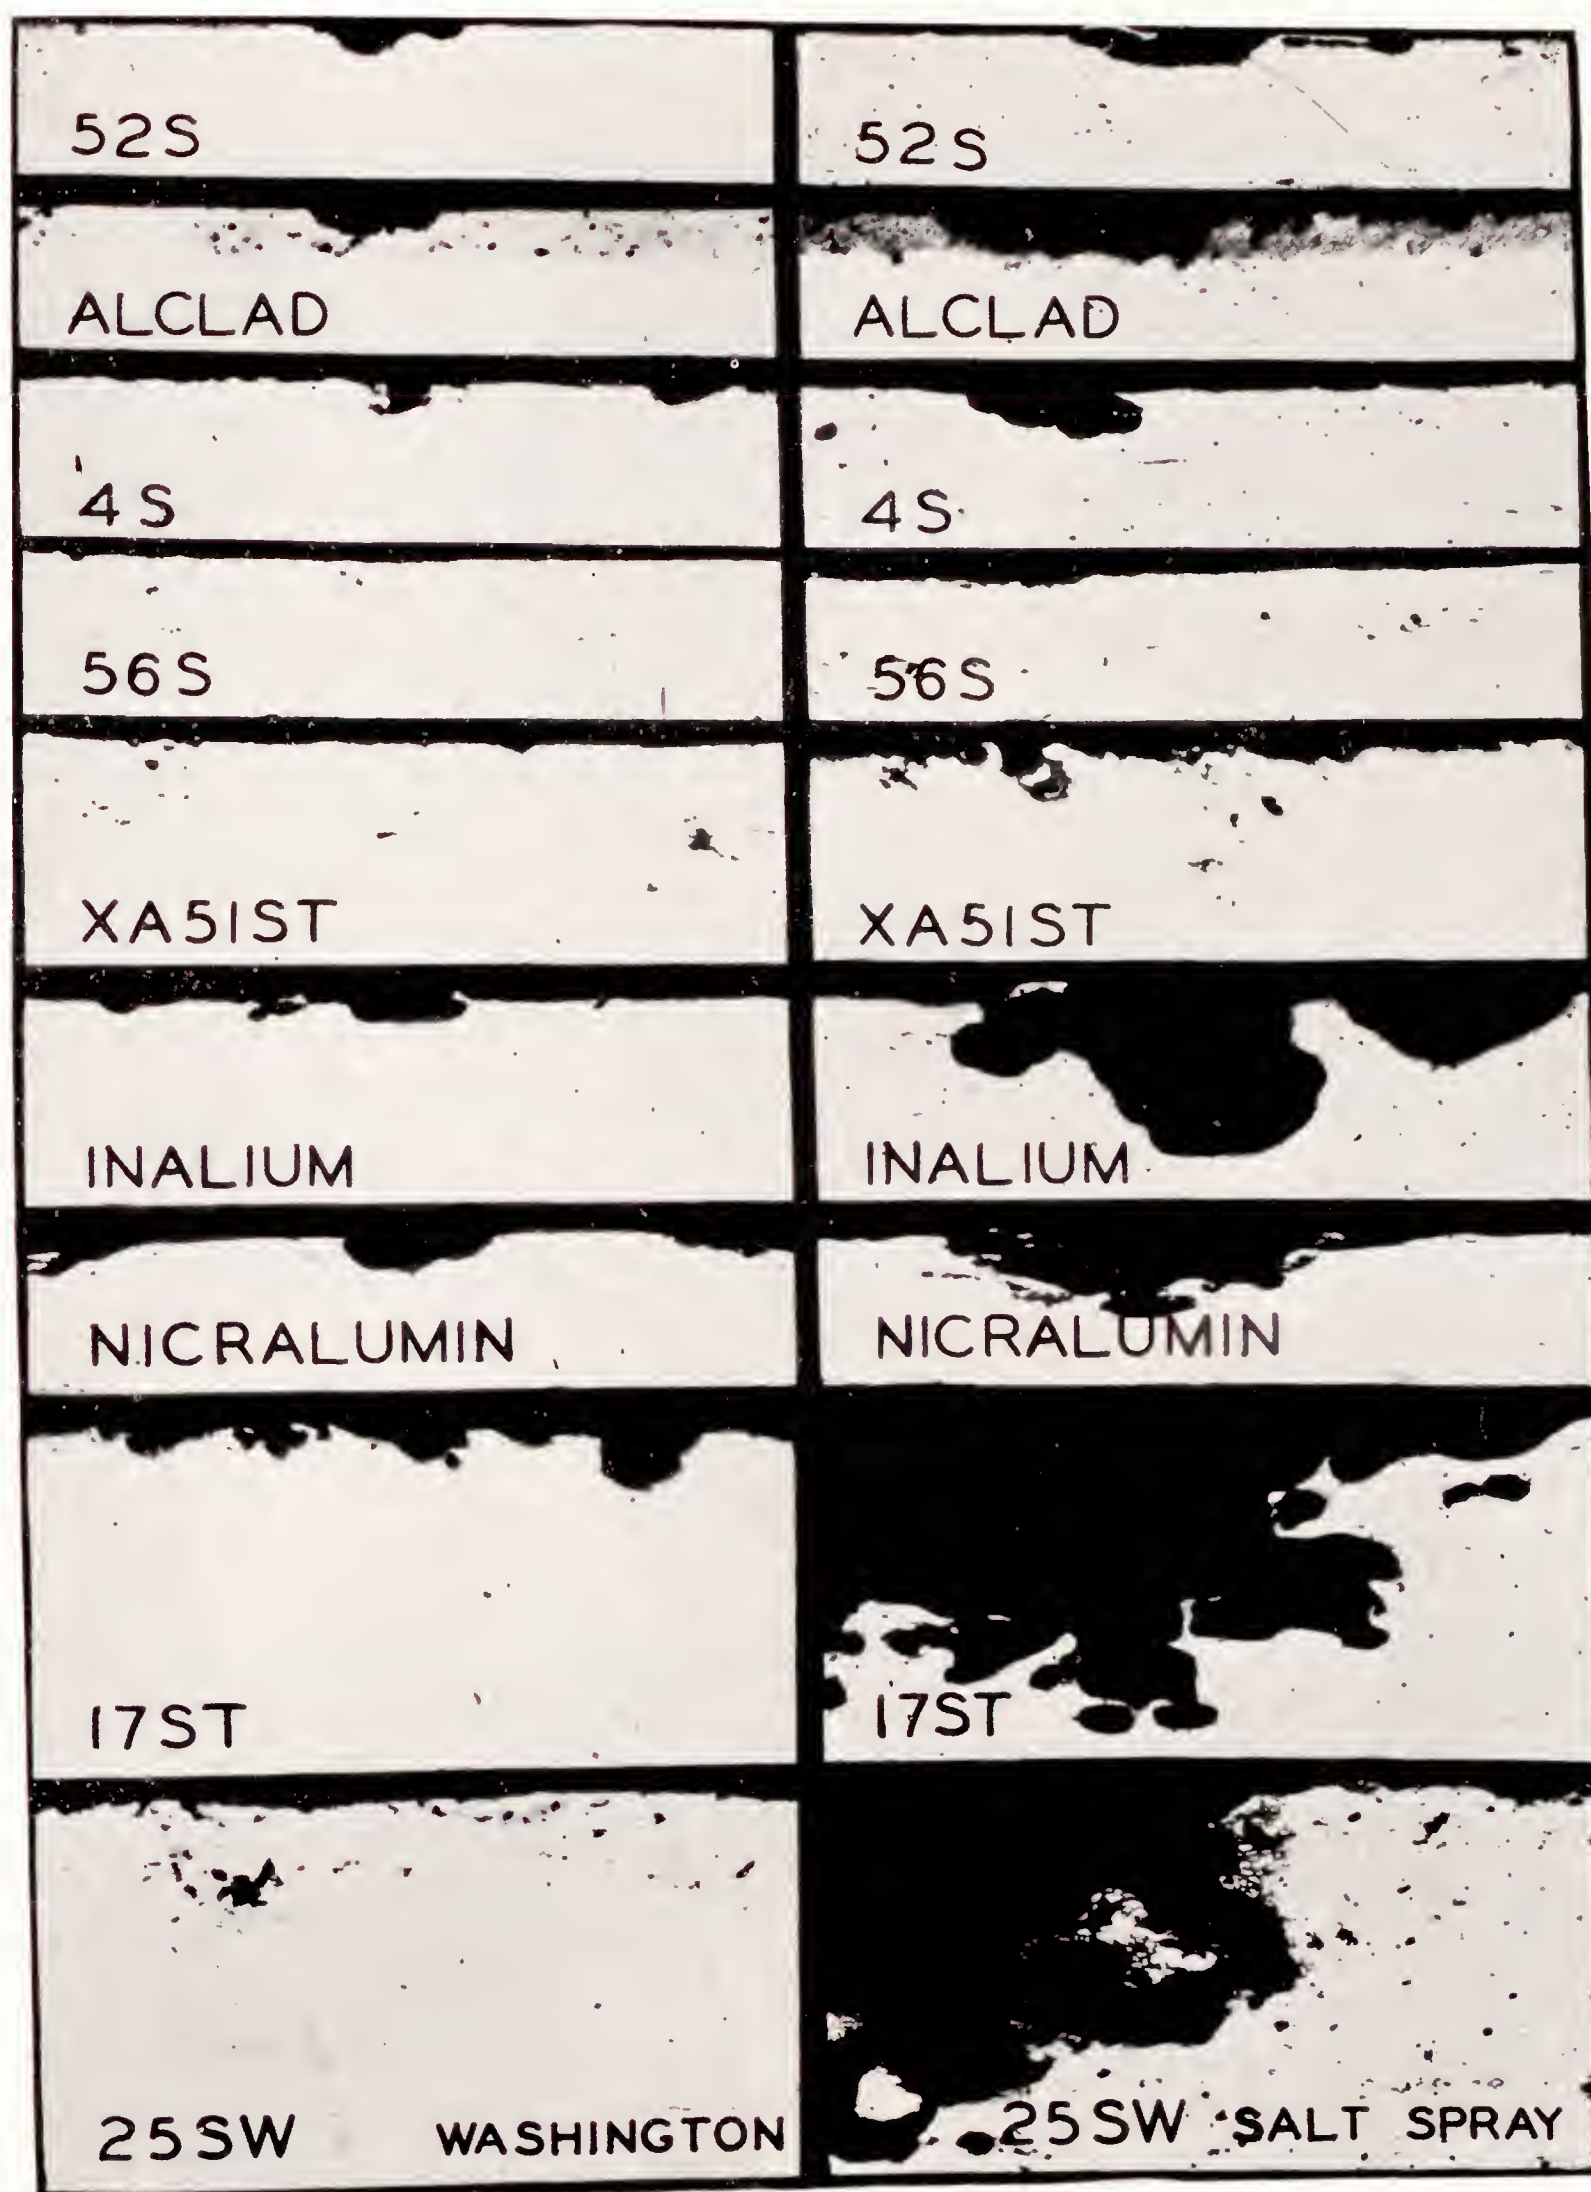 52S 52S
ALCLAD ALCLAD
4S 4S
56S 56S
XA51ST XA51ST
INALIUM INALIUM
NICRALUMIN NICRALUMIN
17ST 17ST
25SW WASHINGTON 25SW SALT SPRAY